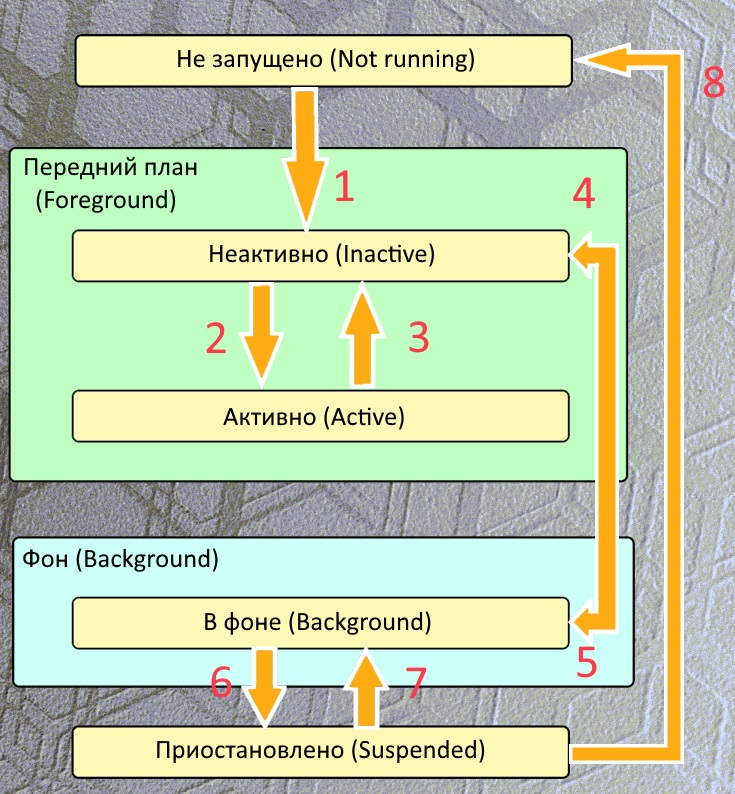 Не запущено (Not running)
8
Передний план
(Foreground)
1
4
Неактивно (Inactive)
2
3
Активно (Active)
Фон (Background)
В фоне (Background)
5
6
7
Приостановлено (Suspended)